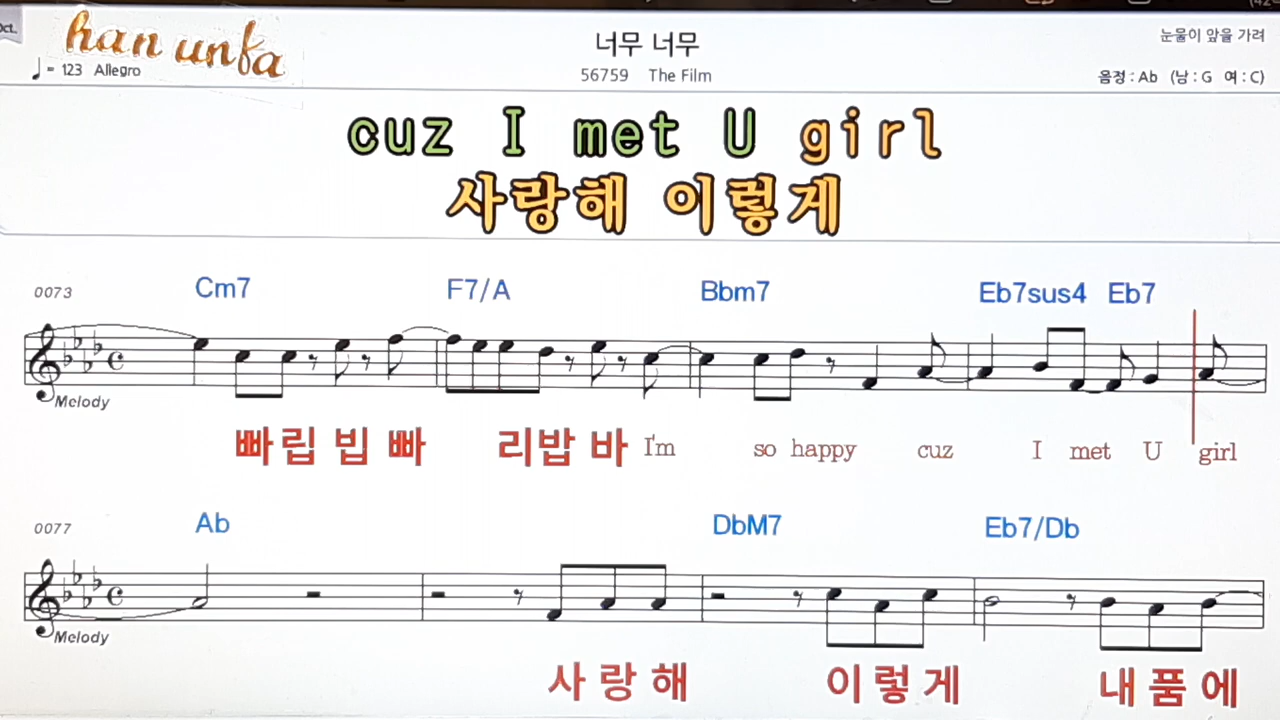 oct.
han unfa
너무 너무
눈물이 앞을 가려
♩= 123 Allegro
56759 The Film
음정 : Ab (남 : G 여 : C)
cuz I met U girl
사랑해 이렇게
0073 Cm7 F7/A Bbm7 Eb7sus4 Eb7
Melody
빠립 빕 빠 리밥 바 I'm so happy cuz I met U girl
0077 Ab DbM7 Eb7/Db
Melody
사 랑 해 이 렇 게 내 품 에